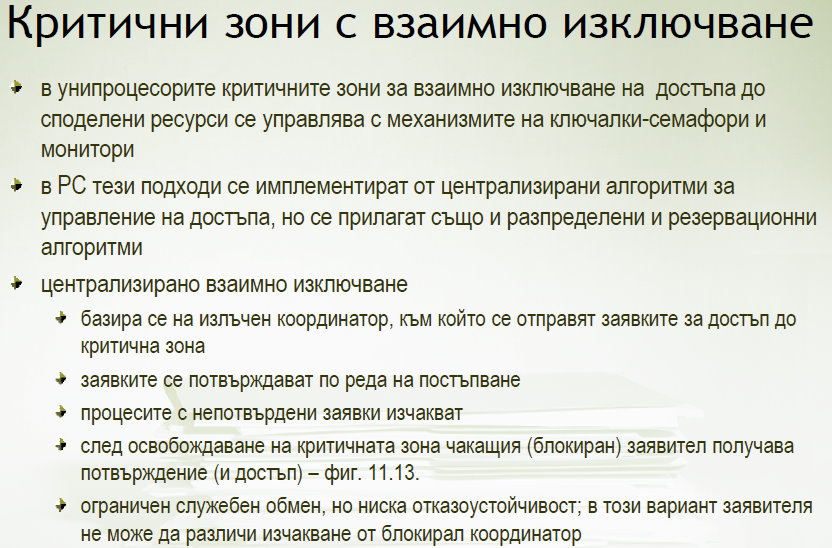 Критични зони с взаимно изключване
в унипроцесорите критичните зони за взаимно изключване на достъпа до
споделени ресурси се управлява с механизмите на ключалки-семафори и
монитори
в РС тези подходи се имплементират от централизирани алгоритми за
управление на достъпа, но се прилагат също и разпределени и резервационни
алгоритми
централизирано взаимно изключване
базира се на излъчен координатор, към който се отправят заявките за достъп до
критична зона
заявките се потвърждават по реда на постъпване
процесите с непотвърдени заявки изчакват
след освобождаване на критичната зона чакащия (блокиран) заявител получава
потвърждение (и достъп) – фиг. 11.13.
ограничен служебен обмен, но ниска отказоустойчивост; в този вариант заявителя
не може да различи изчакване от блокирал координатор